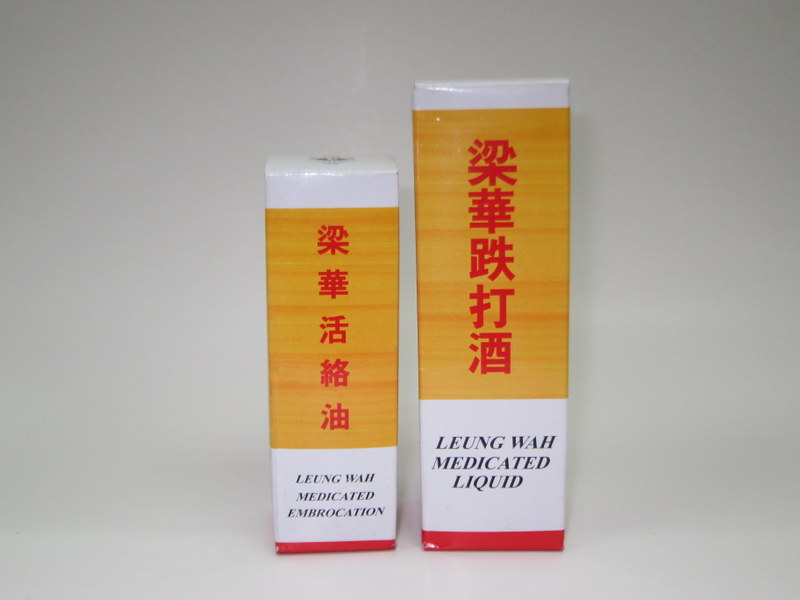 梁華活絡油
LEUNG WAH
MEDICATED
EMBROCATION
梁華跌打酒
LEUNG WAH
MEDICATED
LIQUID